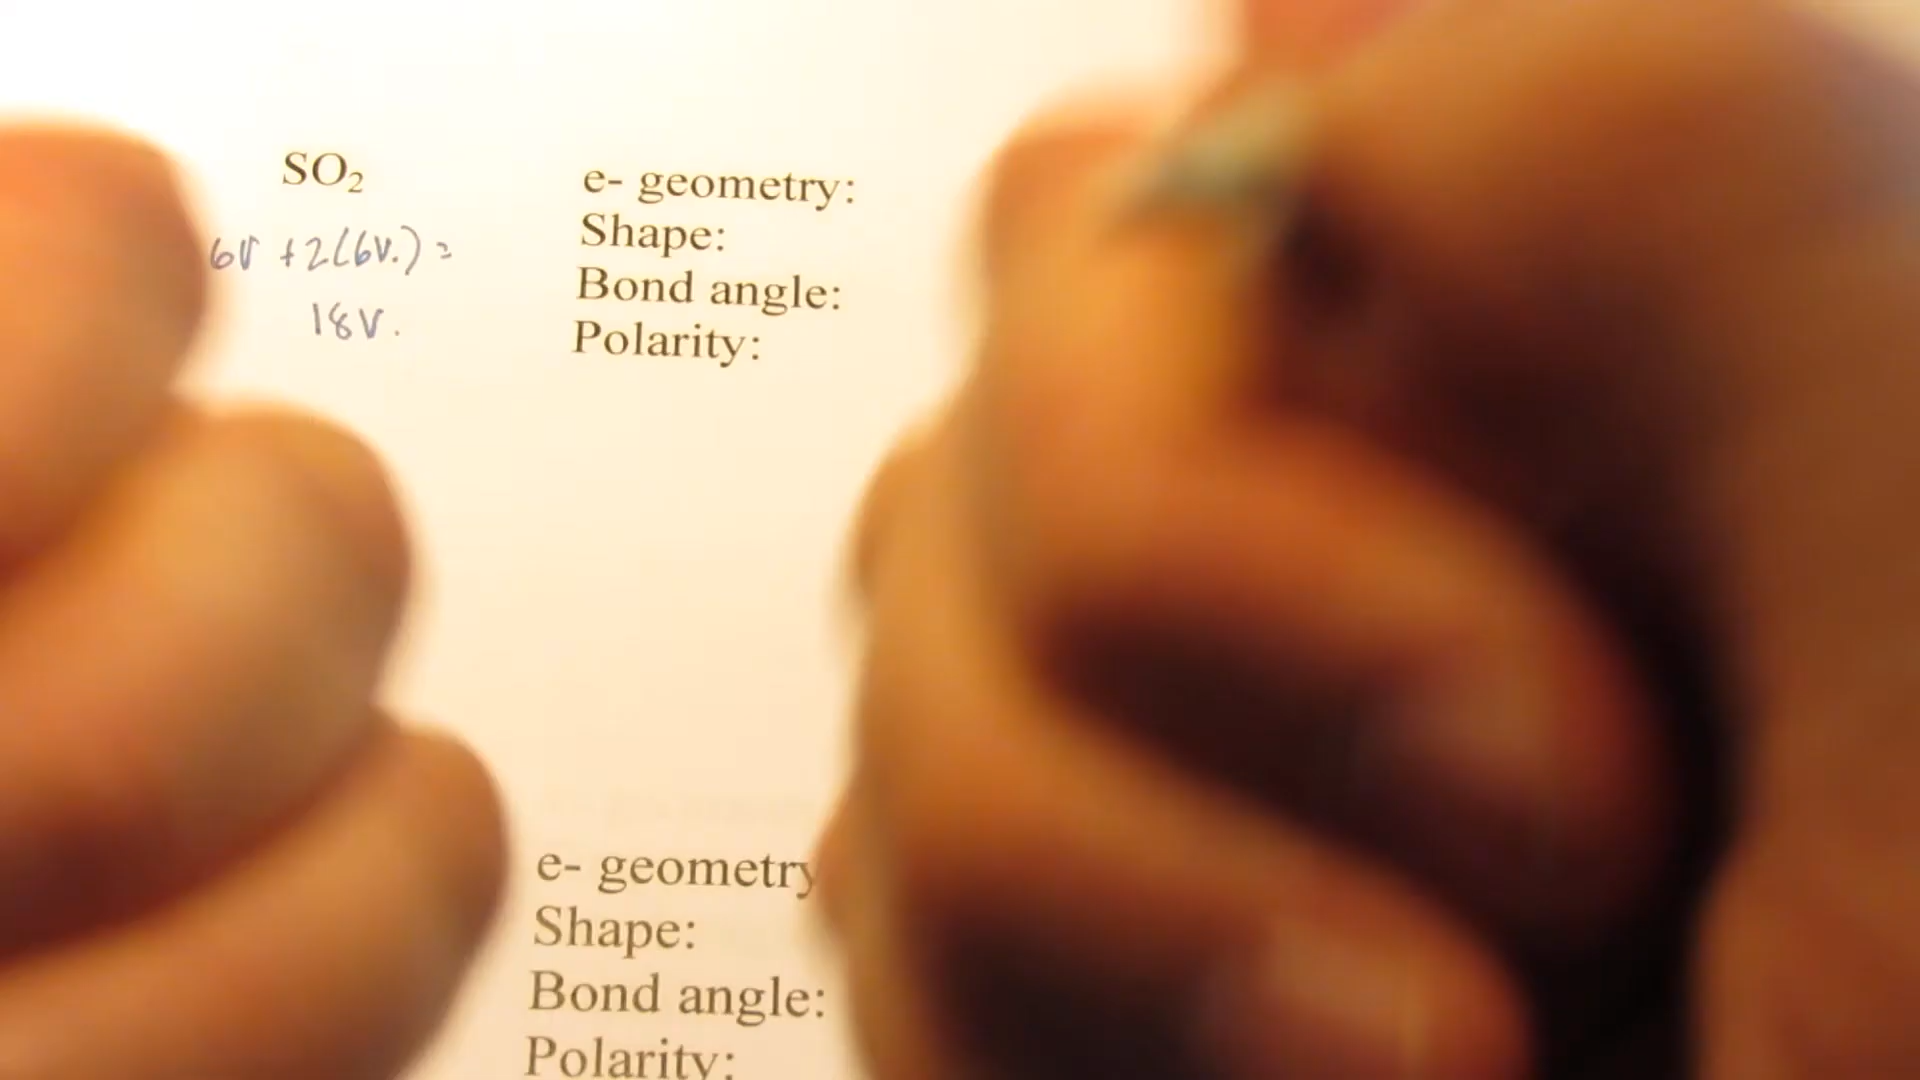 SO₂
6V + 2(6V.) =
18V.
e- geometry:
Shape:
Bond angle:
Polarity:
e- geometry
Shape:
Bond angle:
Polarity: